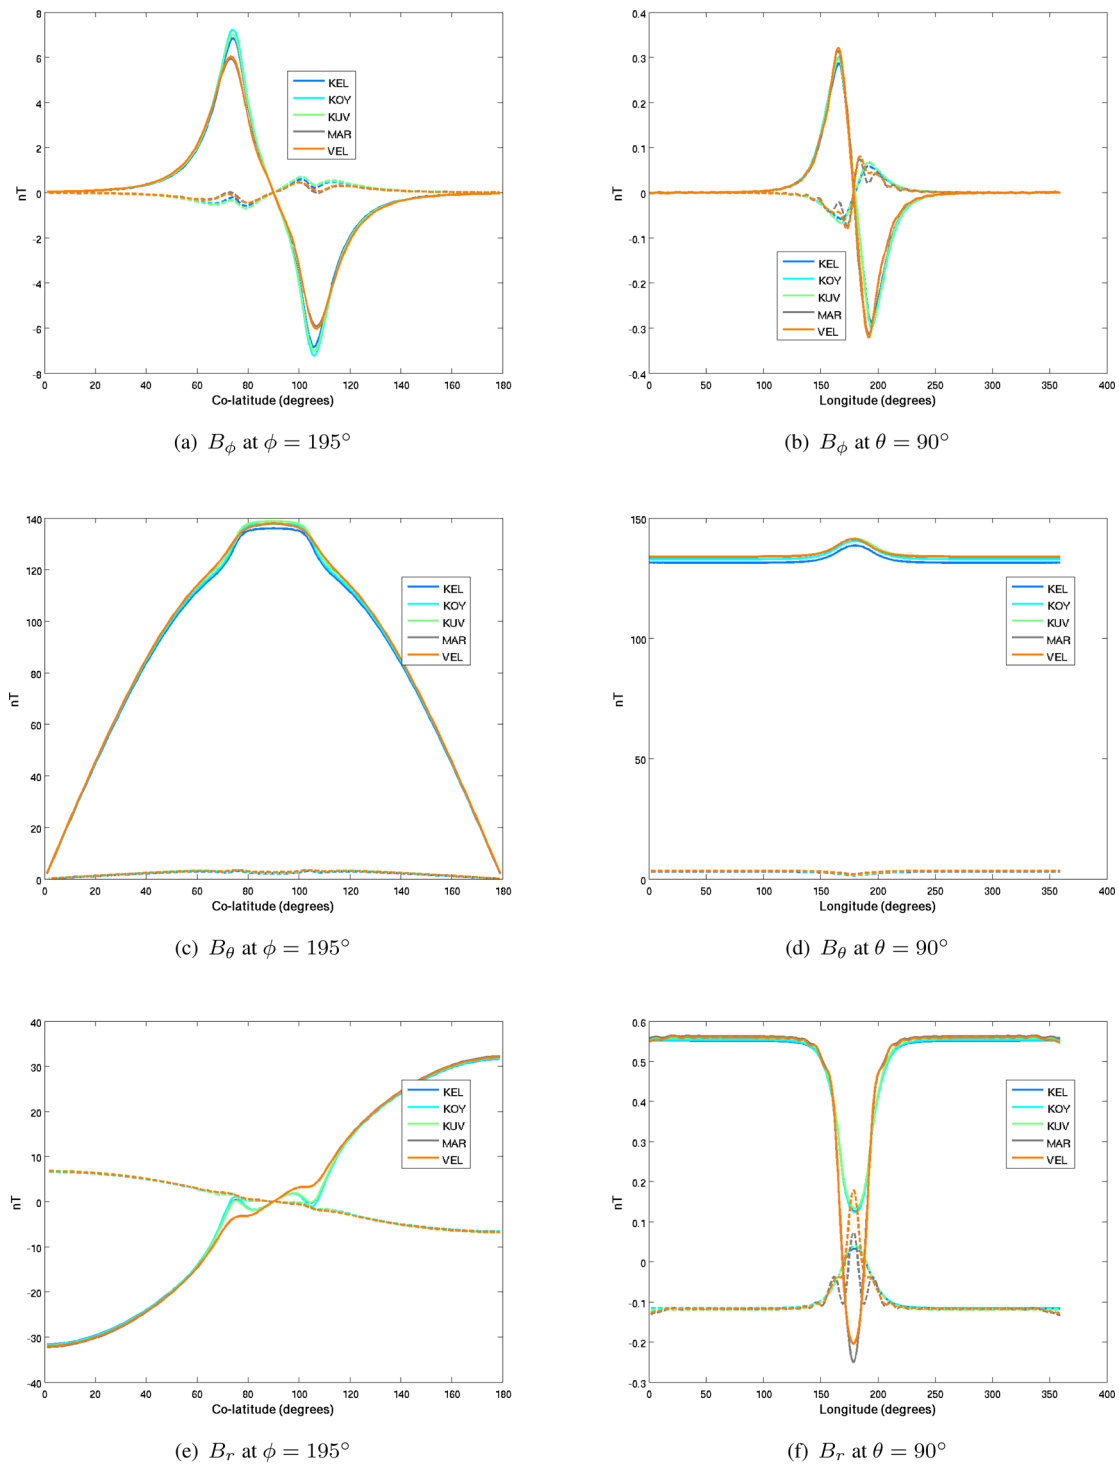 8
6
4
2
0
-2
-4
-6
-8
nT
0 20 40 60 80 100 120 140 160 180
Co-latitude (degrees)
KEL
KOY
KUV
MAR
VEL
(a) Bϕ at ϕ = 195°
0.4
0.3
0.2
0.1
0
-0.1
-0.2
-0.3
-0.4
nT
0 50 100 150 200 250 300 350 400
Longitude (degrees)
KEL
KOY
KUV
MAR
VEL
(b) Bϕ at θ = 90°
140
120
100
80
60
40
20
0
nT
0 20 40 60 80 100 120 140 160 180
Co-latitude (degrees)
KEL
KOY
KUV
MAR
VEL
(c) Bθ at ϕ = 195°
150
100
50
0
nT
0 50 100 150 200 250 300 350 400
Longitude (degrees)
KEL
KOY
KUV
MAR
VEL
(d) Bθ at θ = 90°
40
30
20
10
0
-10
-20
-30
-40
nT
0 20 40 60 80 100 120 140 160 180
Co-latitude (degrees)
KEL
KOY
KUV
MAR
VEL
(e) Br at ϕ = 195°
0.6
0.5
0.4
0.3
0.2
0.1
0
-0.1
-0.2
-0.3
nT
0 50 100 150 200 250 300 350 400
Longitude (degrees)
KEL
KOY
KUV
MAR
VEL
(f) Br at θ = 90°